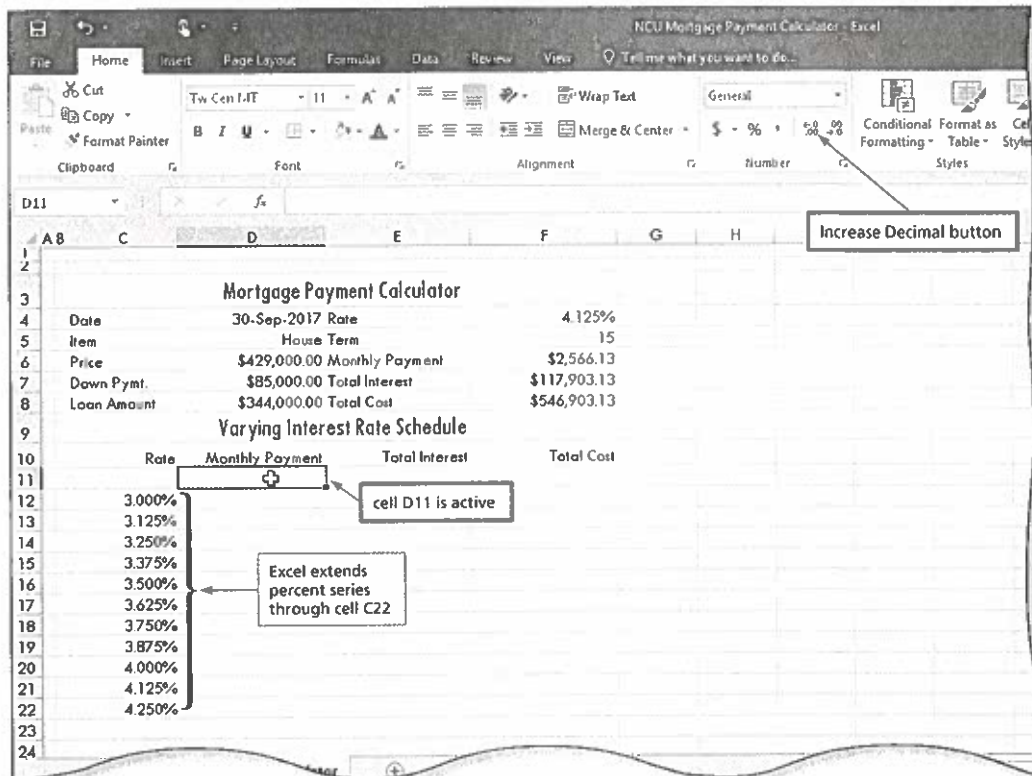 NCU Mortgage Payment Calculator - Excel
File Home Insert Page Layout Formulas Data Review View Tell me what you want to do...
Cut
Copy
Paste
Format Painter
Clipboard
Tw Cen MT 11 A A
B I U A
Font
Wrap Text
Merge & Center
Alignment
General
$ % ,
Number
Conditional Formatting
Format as Table
Cel
Style
Styles
D11 fx
Increase Decimal button
A B C D E F G H
1
2
3 Mortgage Payment Calculator
4 Date 30-Sep-2017 Rate 4.125%
5 Item House Term 15
6 Price $429,000.00 Monthly Payment $2,566.13
7 Down Pymt. $85,000.00 Total Interest $117,903.13
8 Loan Amount $344,000.00 Total Cost $546,903.13
9 Varying Interest Rate Schedule
10 Rate Monthly Payment Total Interest Total Cost
11
cell D11 is active
12 3.000%
13 3.125%
14 3.250%
15 3.375%
16 3.500%
17 3.625%
18 3.750%
19 3.875%
20 4.000%
21 4.125%
22 4.250%
23
24
Excel extends
percent series
through cell C22